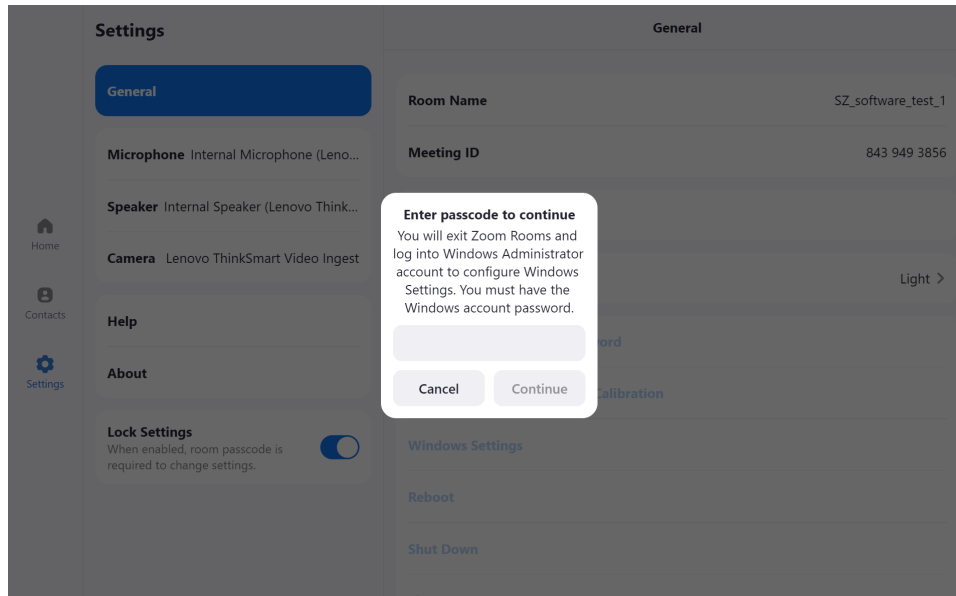 Settings
General
General
Room Name SZ_software_test_1
Microphone Internal Microphone (Leno...
Meeting ID 843 949 3856
Speaker Internal Speaker (Lenovo Think...
Camera Lenovo ThinkSmart Video Ingest
Home
Contacts
Settings
Help
About
Lock Settings
When enabled, room passcode is
required to change settings.
Enter passcode to continue
You will exit Zoom Rooms and
log into Windows Administrator
account to configure Windows
Settings. You must have the
Windows account password.
Cancel Continue
Light >
Calibration
Windows Settings
Reboot
Shut Down